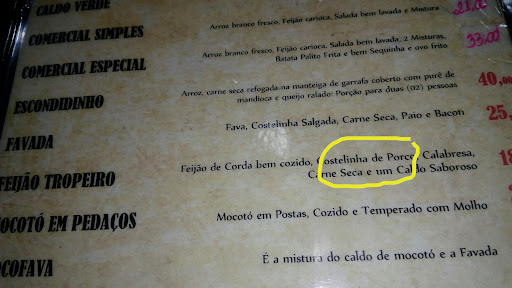 CALDO VERDE
Arroz branco fresco, Feijão carioca, Salada bem lavada e Mistura
COMERCIAL SIMPLES
Arroz branco fresco, Feijão carioca, Salada bem lavada, 2 Misturas,
Batata Palito Frita e bem Sequinha e ovo frito
33,00
COMERCIAL ESPECIAL
Arroz, carne seca refogada na manteiga de garrafa coberto com purê de
mandioca e queijo ralado: Porção para duas (02) pessoas
40,00
ESCONDIDINHO
Fava, Costelinha Salgada, Carne Seca, Paio e Bacon
25,
FAVADA
Feijão de Corda bem cozido, Costelinha de Porco, Calabresa,
Carne Seca e um Caldo Saboroso
18
FEIJÃO TROPEIRO
Mocotó em Postas, Cozido e Temperado com Molho
MOCOTÓ EM PEDAÇOS
É a mistura do caldo de mocotó e a Favada
OCOFAVA